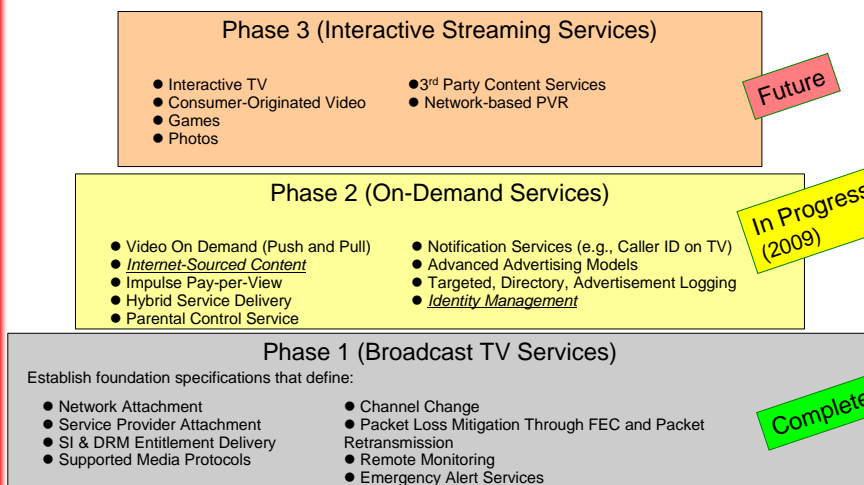 Phase 3 (Interactive Streaming Services)
● Interactive TV
● Consumer-Originated Video
● Games
● Photos
●3rd Party Content Services
● Network-based PVR
Future
Phase 2 (On-Demand Services)
● Video On Demand (Push and Pull)
● Internet-Sourced Content
● Impulse Pay-per-View
● Hybrid Service Delivery
● Parental Control Service
● Notification Services (e.g., Caller ID on TV)
● Advanced Advertising Models
● Targeted, Directory, Advertisement Logging
● Identity Management
In Progress
(2009)
Phase 1 (Broadcast TV Services)
Establish foundation specifications that define:
● Network Attachment
● Service Provider Attachment
● SI & DRM Entitlement Delivery
● Supported Media Protocols
● Channel Change
● Packet Loss Mitigation Through FEC and Packet
Retransmission
● Remote Monitoring
● Emergency Alert Services
Complete